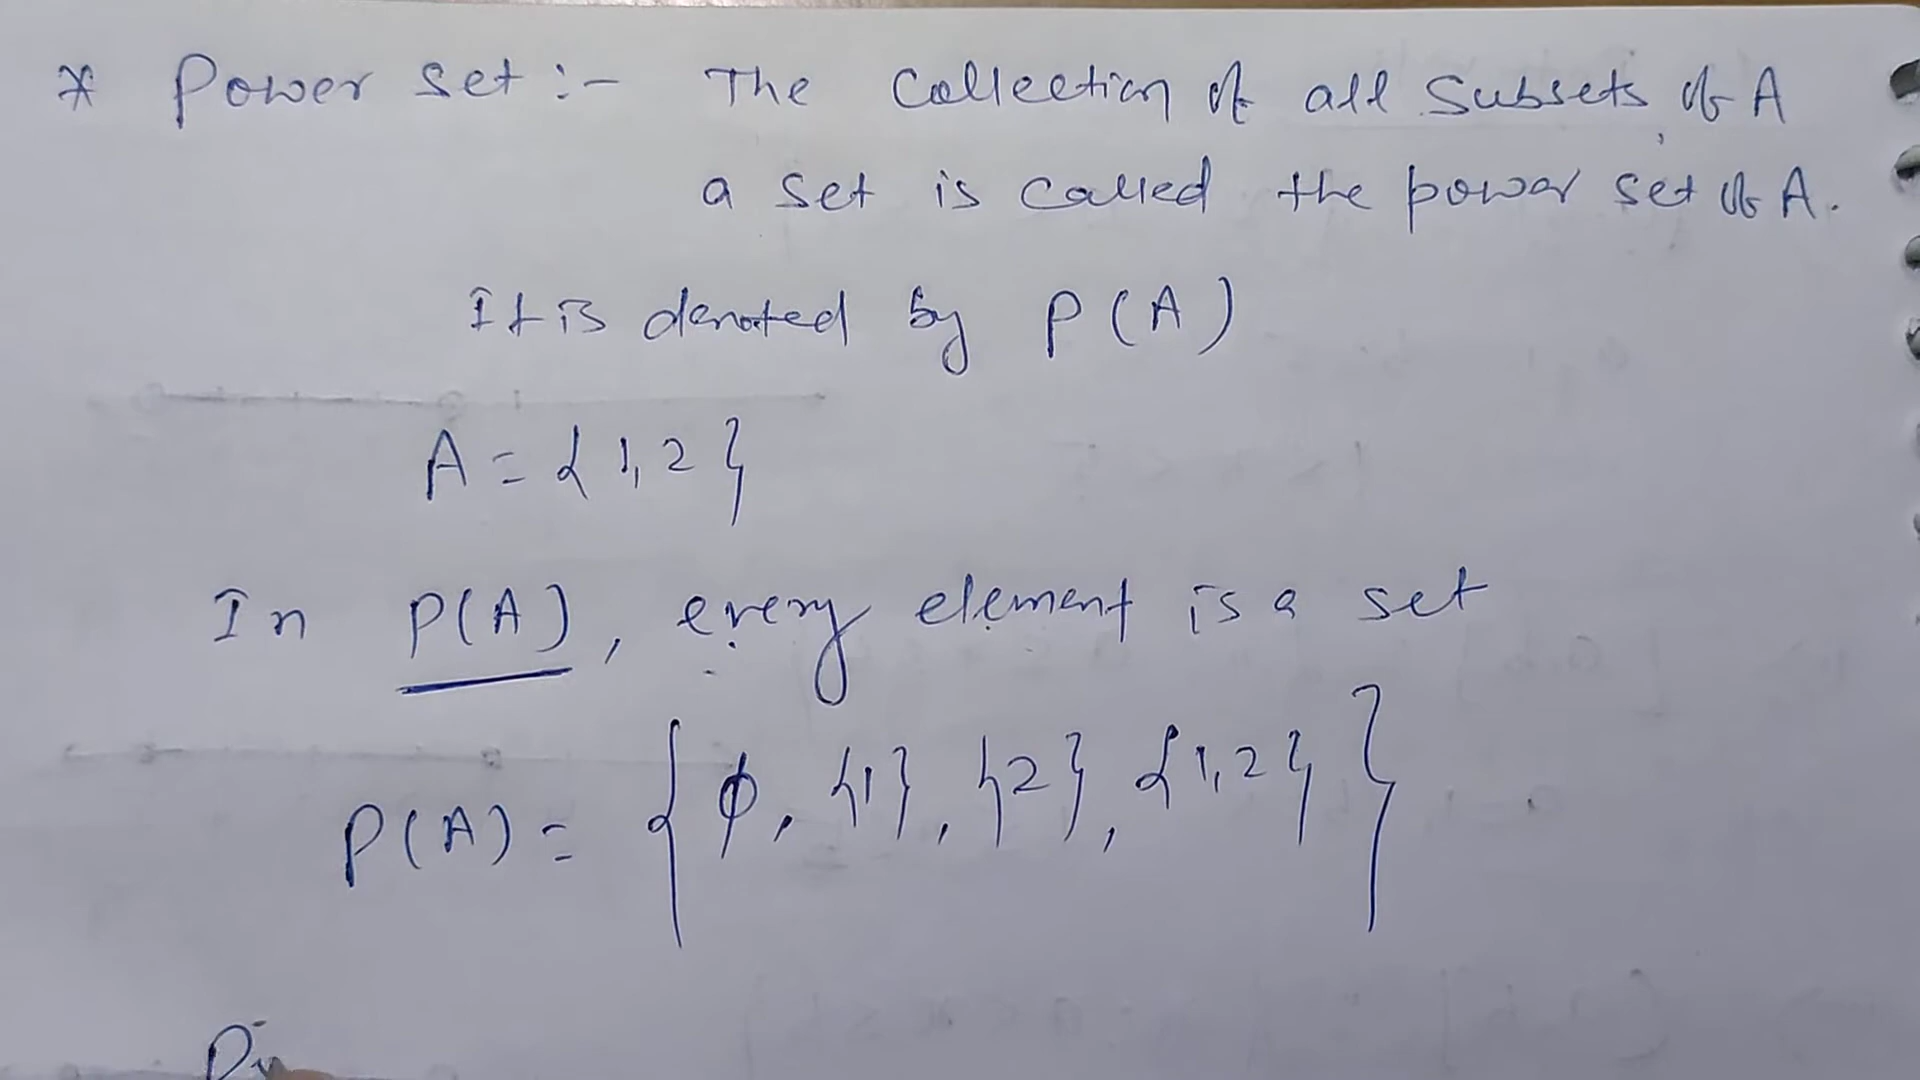 * Power set :- The Collection of all Subsets of A
a set is called the power set of A.
It is denoted by P(A)
A = {1,2}
In P(A), every element is a set
P(A) = {ϕ, {1}, {2}, {1,2}}